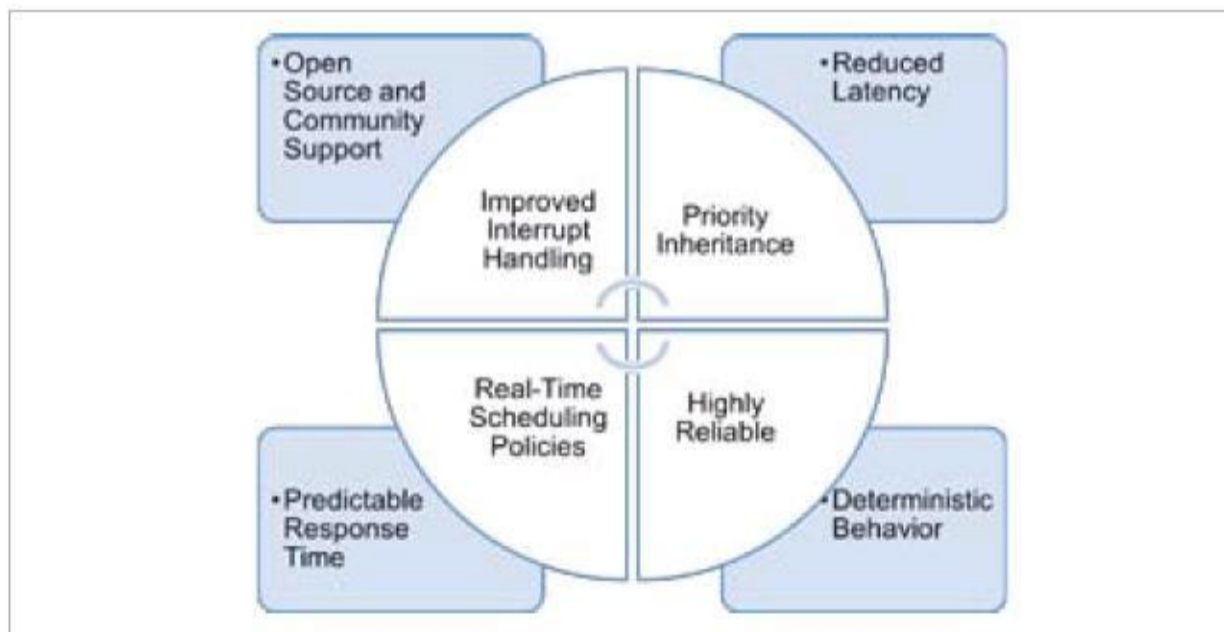 •Open
Source and
Community
Support
•Reduced
Latency
Improved
Interrupt
Handling
Priority
Inheritance
Real-Time
Scheduling
Policies
Highly
Reliable
•Predictable
Response
Time
•Deterministic
Behavior